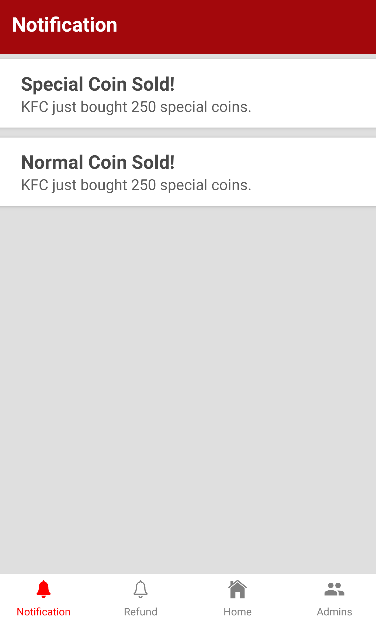 Notification
Special Coin Sold!
KFC just bought 250 special coins.
Normal Coin Sold!
KFC just bought 250 special coins.
Notification
Refund
Home
Admins